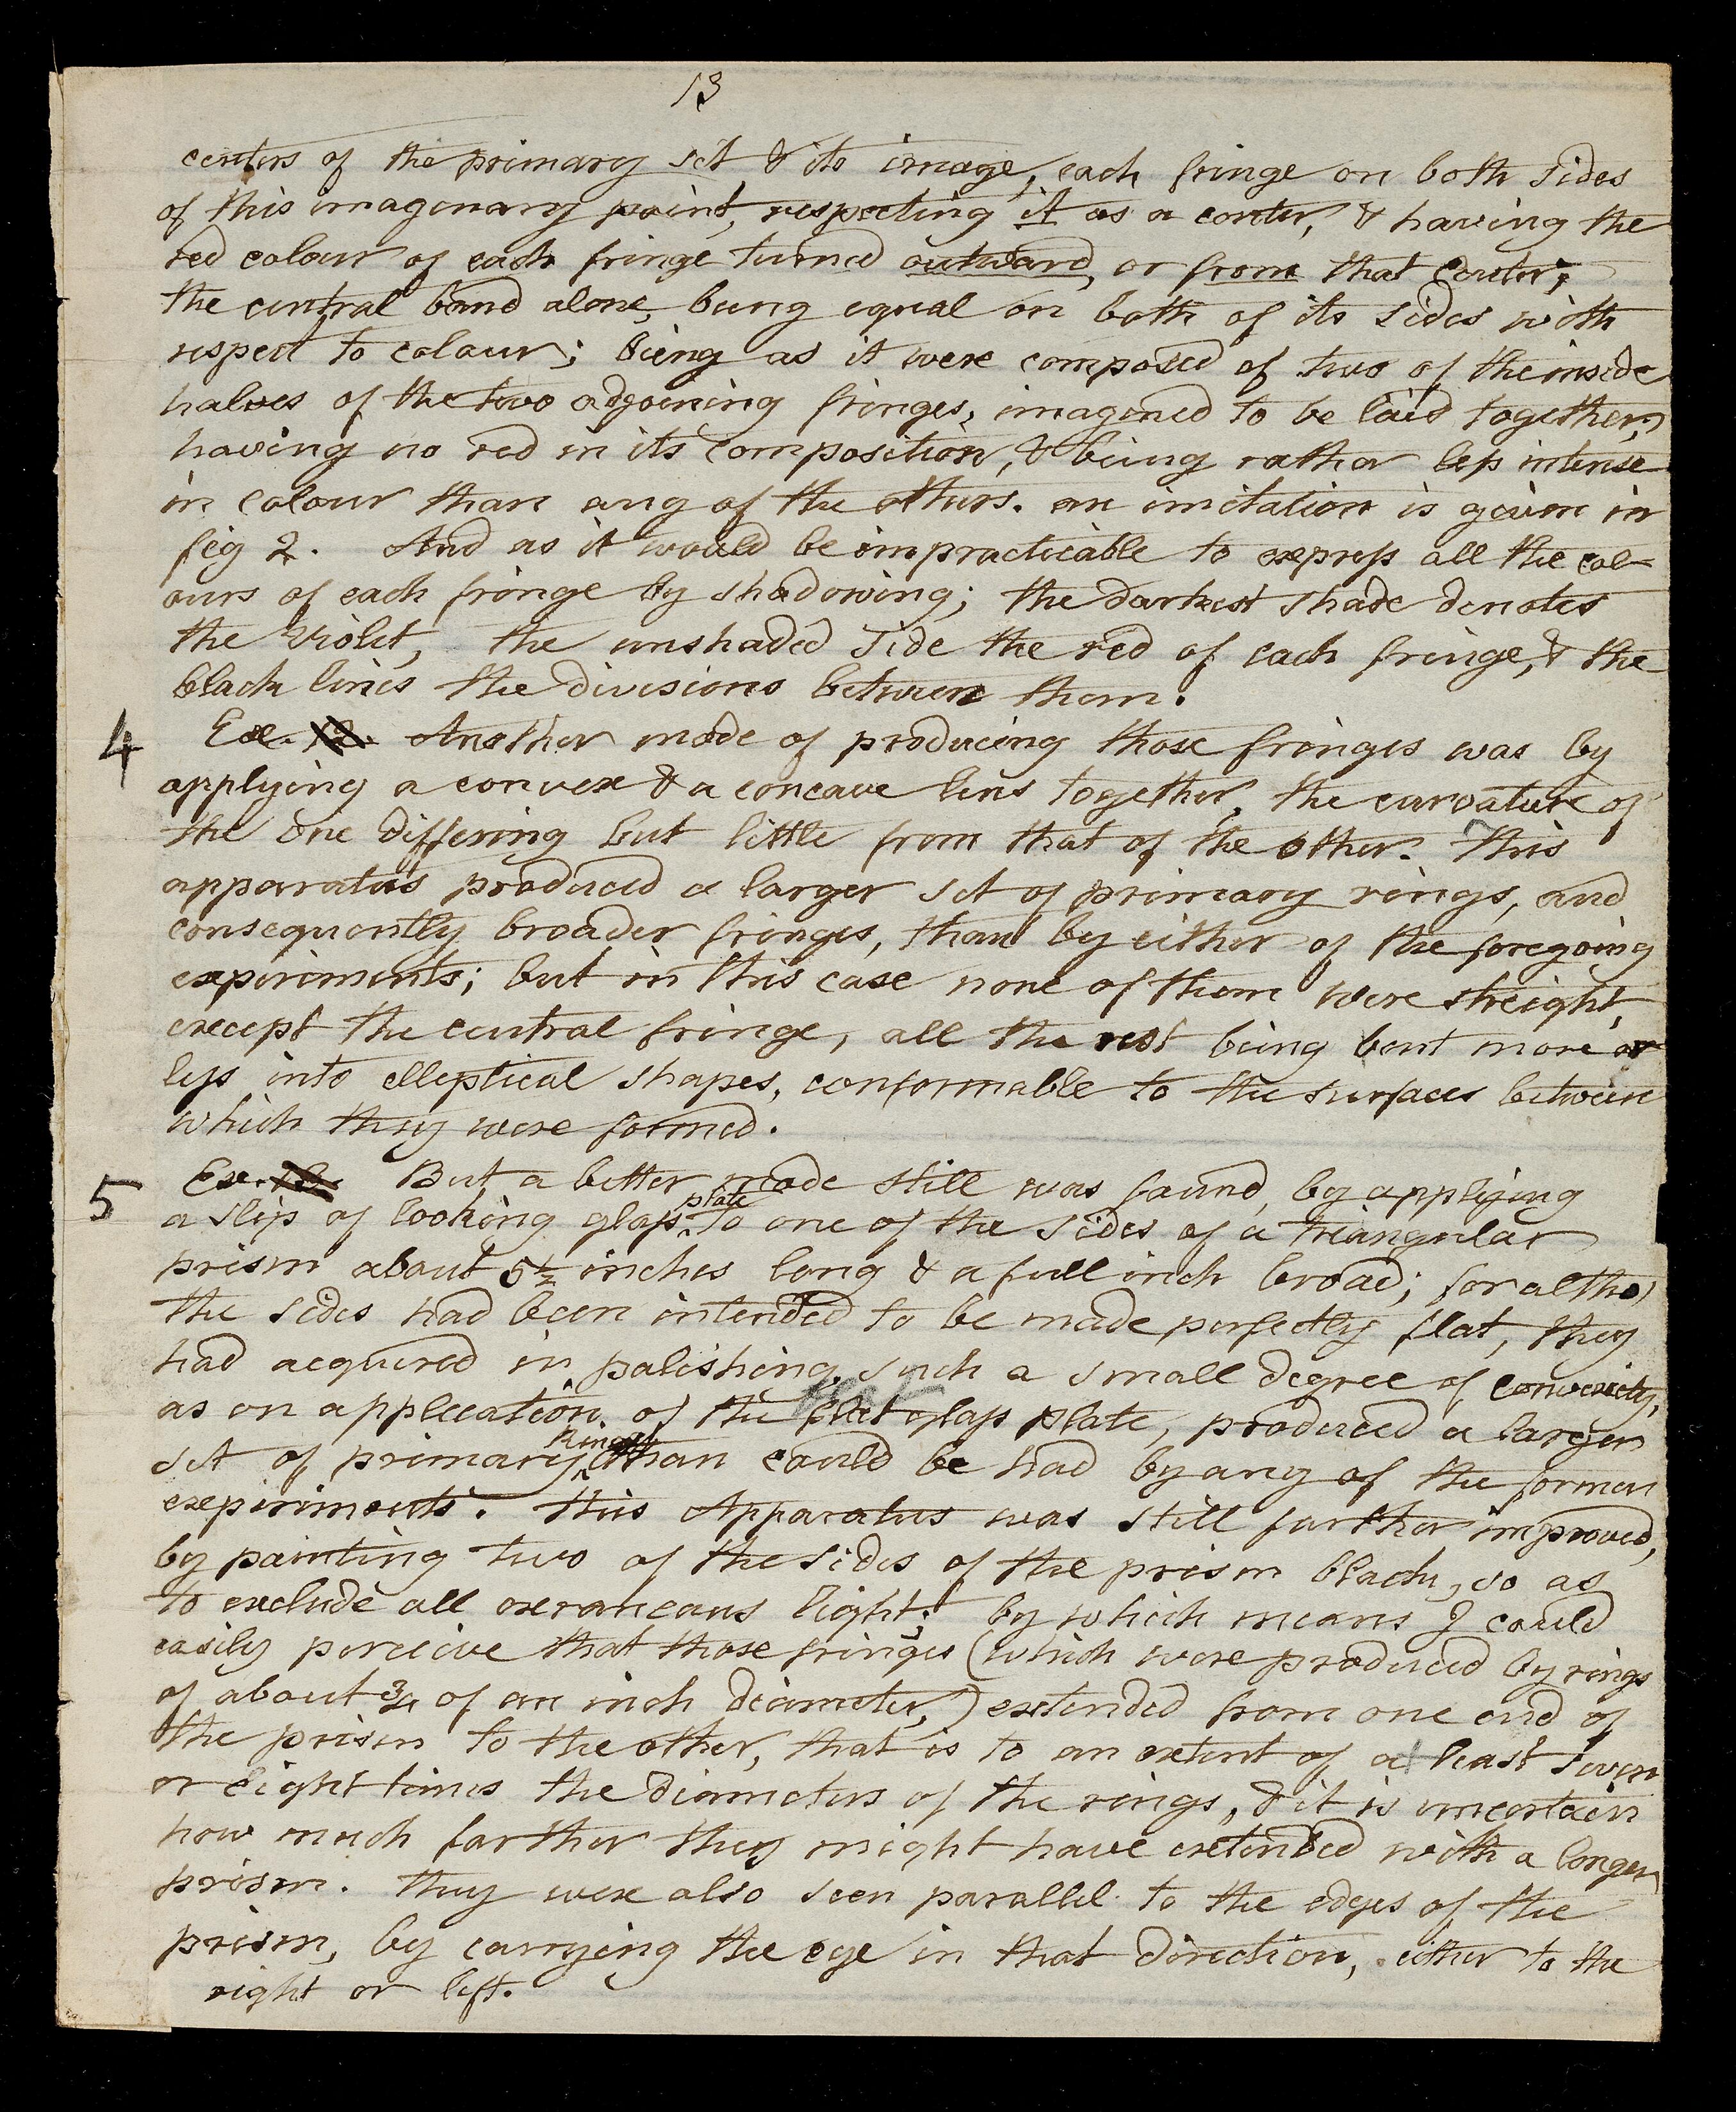 13
centers of the primary set & its image, each fringe on both sides
of this imagenary point, respecting it as a center, & having the
red colour of each fringe turned outward, or from that Center;
the central band alone, being equal on both of its sides with
respect to colour; being as it were composed of two of the inside
halves of the two adjoining fringes, imagined to be laid together,
having no red in its composition, & being rather less intense
in colour than any of the others. an imitation is given in
fig 2. And as it would be impracticable to express all the col-
ours of each fringe by shadowing; the darkest shade denotes
the Violet, the unshaded side the red of each fringe, & the
black lines the divisions between them.
4 Ex. 12. Another mode of producing those fringes was by
applying a convex & a concave lens together, the curvature of
the one differing but little from that of the other. This
apparatus produced a larger set of primary rings, and
consequently broader fringes, than by either of the foregoing
experiments; but in this case none of them were streight,
except the central fringe, all the rest being bent more or
less into elleptical shapes, conformable to the surfaces between
which they were formed.
5 Ex. 13. But a better mode still was found, by applying
plate
a slip of looking glass ^ to one of the sides of a triangular
prism about 5 1/2 inches long & a full inch broad; for altho
the sides had been intended to be made perfectly flat, they
had acquired in polishing, such a small degree of convexity,
flat
as on application of the flat glass plate, produced a larger
Rings
set of primary ^ than could be had by any of the former
experiments. This Apparatus was still farther improved,
by painting two of the sides of the prism black, so as
to exclude all exraneous light; by which means I could
easily perceive that those fringes (which were produced by rings
of about 3/4 of an inch diameter,) extended from one end of
the prism to the other, that is to an extent of at least seven
or eight times the diameters of the rings, & it is uncertain
how much farther they might have extended with a longer
prism. They were also seen parallel to the edges of the
prism, by carrying the eye in that direction, either to the
right or left.